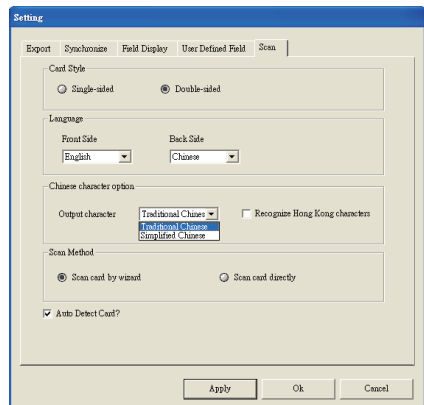 Setting
Export Synchronize Field Display User Defined Field Scan
Card Style
Single-sided Double-sided
Language
Front Side Back Side
English Chinese
Chinese character option
Output character Traditional Chines Recognize Hong Kong characters
Traditional Chinese
Simplified Chinese
Scan Method
Scan card by wizard Scan card directly
Auto Detect Card?
Apply Ok Cancel